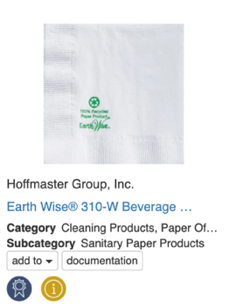 100% Recycled
Paper Product
Earth Wise
Hoffmaster Group, Inc.
Earth Wise® 310-W Beverage ...
Category Cleaning Products, Paper Of...
Subcategory Sanitary Paper Products
add to
documentation